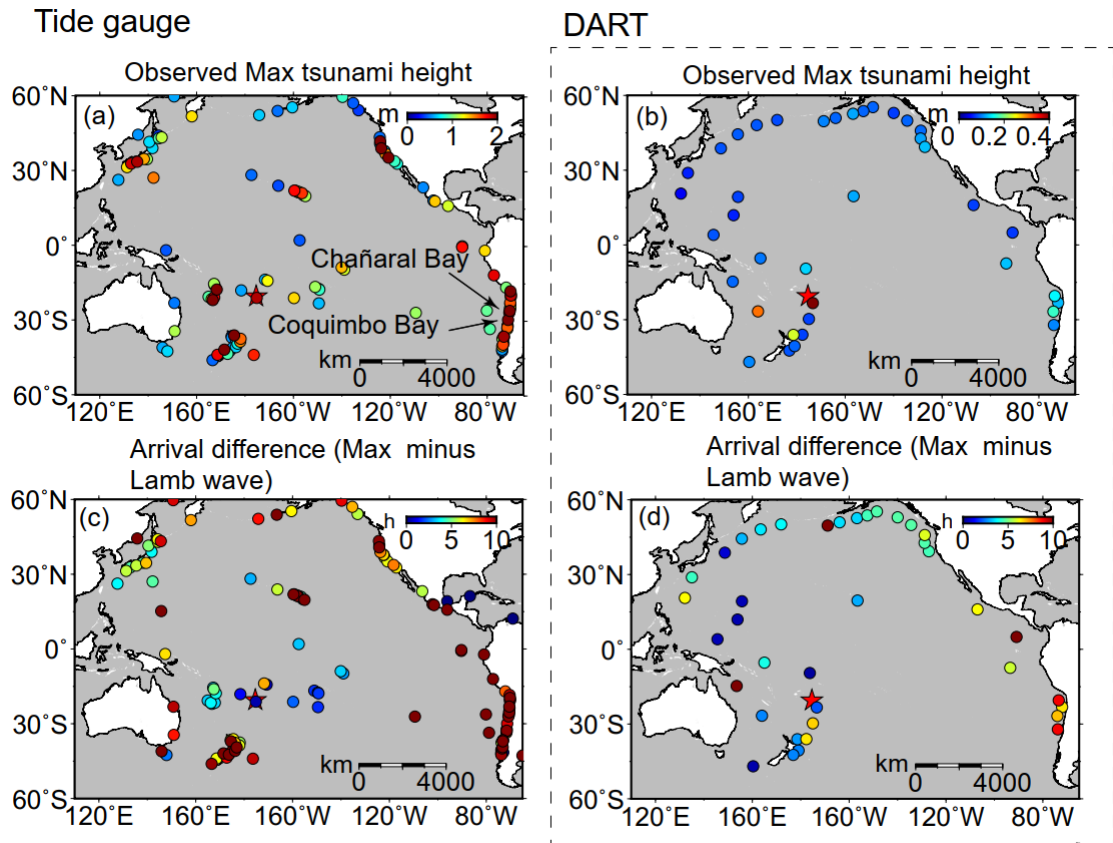 Tide gauge
DART
Observed Max tsunami height
Observed Max tsunami height
60˚N
(a)
m
0 1 2
30˚N
0˚
Chañaral Bay
30˚S
Coquimbo Bay
km
0 4000
60˚S
120˚E 160˚E 160˚W 120˚W 80˚W
60˚N
(b)
m
0 0.2 0.4
30˚N
0˚
30˚S
km
0 4000
60˚S
120˚E 160˚E 160˚W 120˚W 80˚W
Arrival difference (Max minus
Lamb wave)
Arrival difference (Max minus
Lamb wave)
60˚N
(c)
h
0 5 10
30˚N
0˚
30˚S
km
0 4000
60˚S
120˚E 160˚E 160˚W 120˚W 80˚W
60˚N
(d)
h
0 5 10
30˚N
0˚
30˚S
km
0 4000
60˚S
120˚E 160˚E 160˚W 120˚W 80˚W